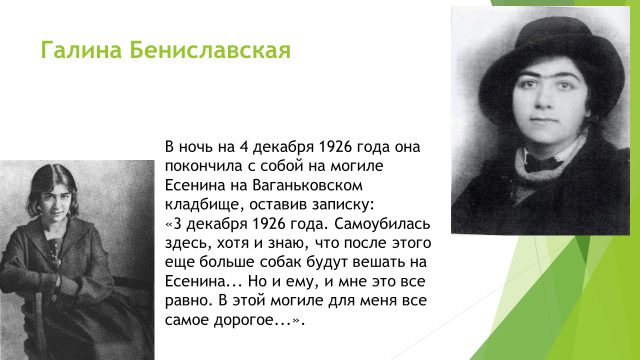 Галина Бениславская
В ночь на 4 декабря 1926 года она
покончила с собой на могиле
Есенина на Ваганьковском
кладбище, оставив записку:
«3 декабря 1926 года. Самоубилась
здесь, хотя и знаю, что после этого
еще больше собак будут вешать на
Есенина... Но и ему, и мне это все
равно. В этой могиле для меня все
самое дорогое...».